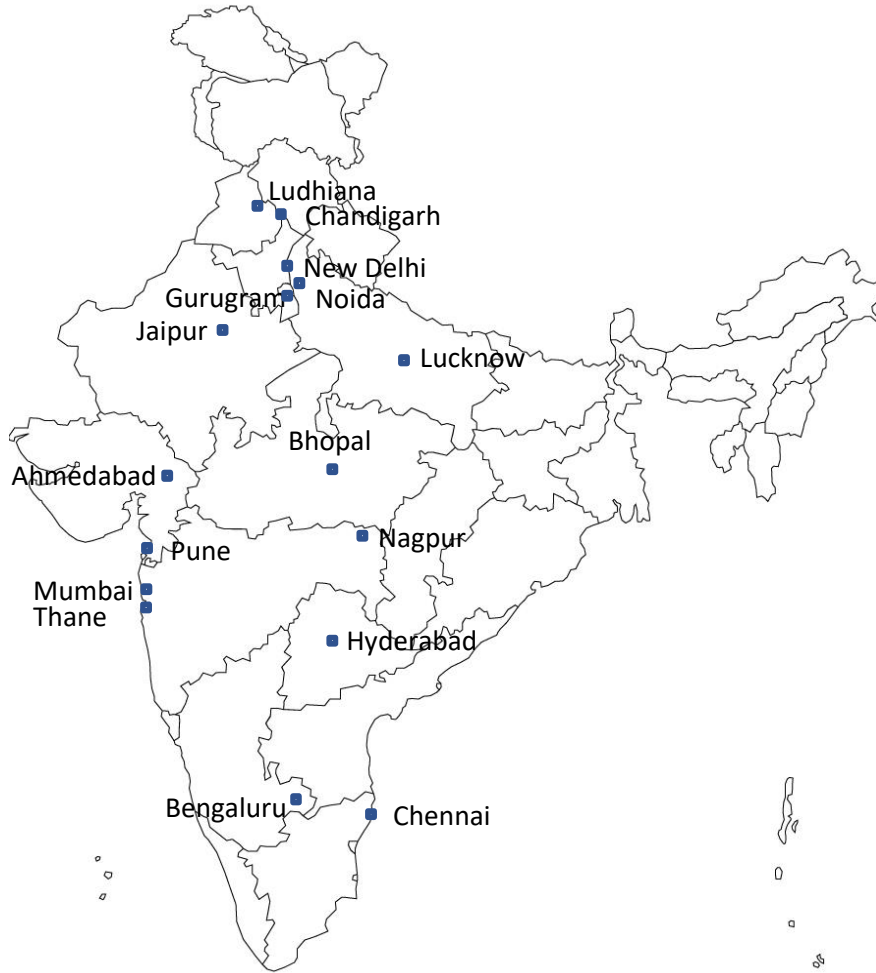 Ludhiana
Chandigarh
New Delhi
Gurugram
Noida
Jaipur
Lucknow
Bhopal
Ahmedabad
Nagpur
Pune
Mumbai
Thane
Hyderabad
Bengaluru
Chennai